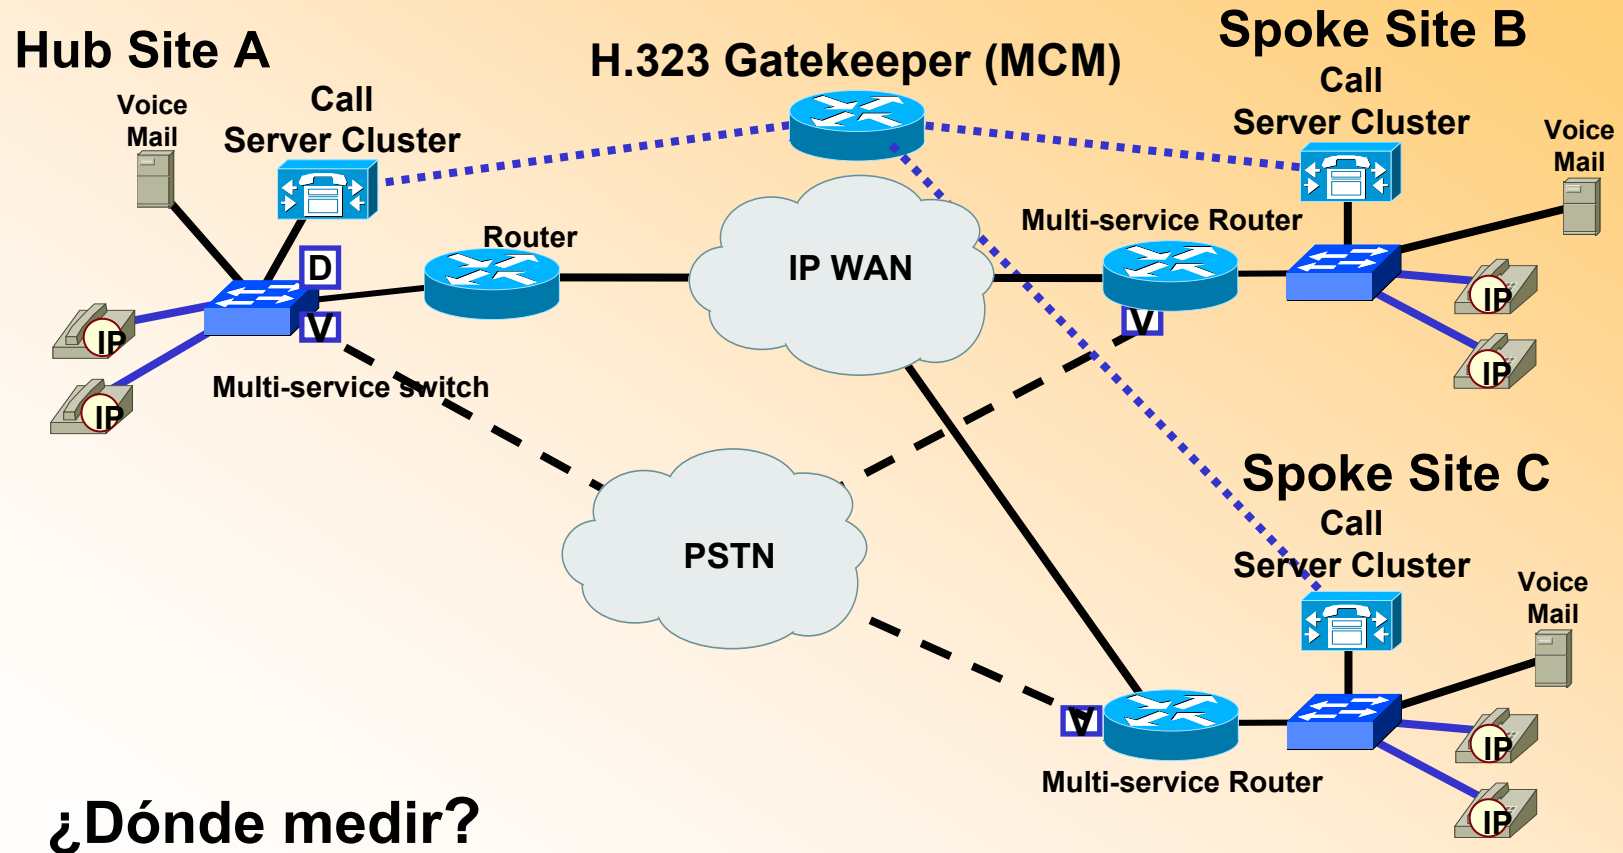 Hub Site A
H.323 Gatekeeper (MCM)
Spoke Site B
Voice
Mail
Call
Server Cluster
Call
Server Cluster
Voice
Mail
Router
Multi-service Router
D
V
IP WAN
V
IP
IP
IP
IP
Multi-service switch
PSTN
Spoke Site C
Call
Server Cluster
Voice
Mail
V
Multi-service Router
IP
IP
¿Dónde medir?